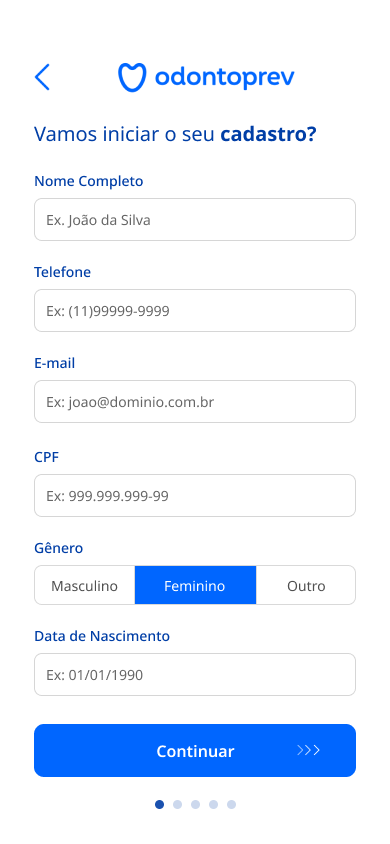 odontoprev
Vamos iniciar o seu cadastro?
Nome Completo
Ex. João da Silva
Telefone
Ex: (11)99999-9999
E-mail
Ex: joao@dominio.com.br
CPF
Ex: 999.999.999-99
Gênero
Masculino Feminino Outro
Data de Nascimento
Ex: 01/01/1990
Continuar